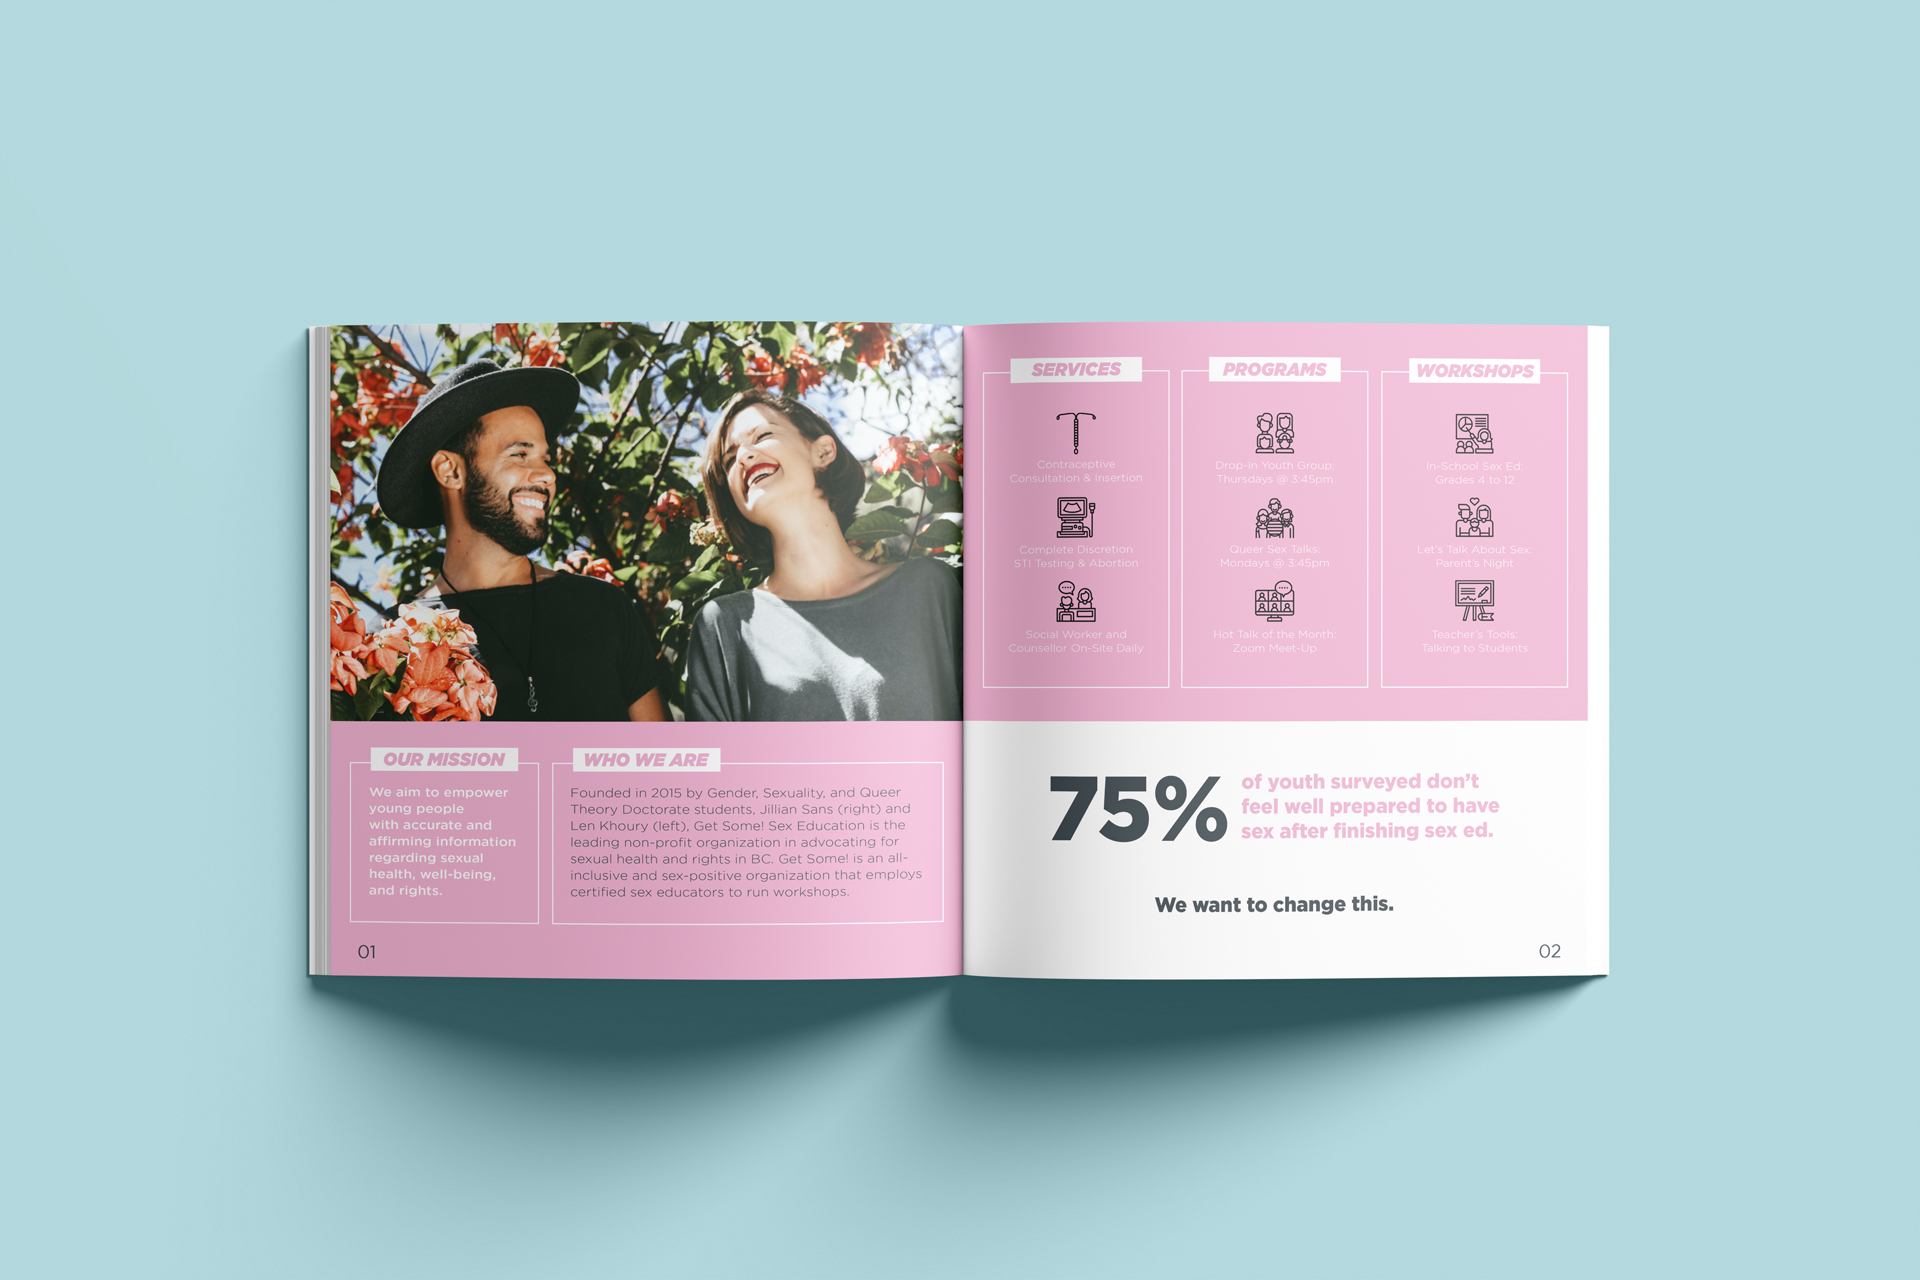 OUR MISSION
We aim to empower
young people
with accurate and
affirming information
regarding sexual
health, well-being,
and rights.
WHO WE ARE
Founded in 2015 by Gender, Sexuality, and Queer
Theory Doctorate students, Jillian Sans (right) and
Len Khoury (left), Get Some! Sex Education is the
leading non-profit organization in advocating for
sexual health and rights in BC. Get Some! is an all-
inclusive and sex-positive organization that employs
certified sex educators to run workshops.
01
SERVICES
Contraceptive
Consultation & Insertion
Complete Discretion
STI Testing & Abortion
Social Worker and
Counsellor On-Site Daily
PROGRAMS
Drop-in Youth Group:
Thursdays @ 3:45pm
Queer Sex Talks:
Mondays @ 3:45pm
Hot Talk of the Month:
Zoom Meet-Up
WORKSHOPS
In-School Sex Ed:
Grades 4 to 12
Let's Talk About Sex:
Parent's Night
Teacher's Tools:
Talking to Students
75%
of youth surveyed don't
feel well prepared to have
sex after finishing sex ed.
We want to change this.
02